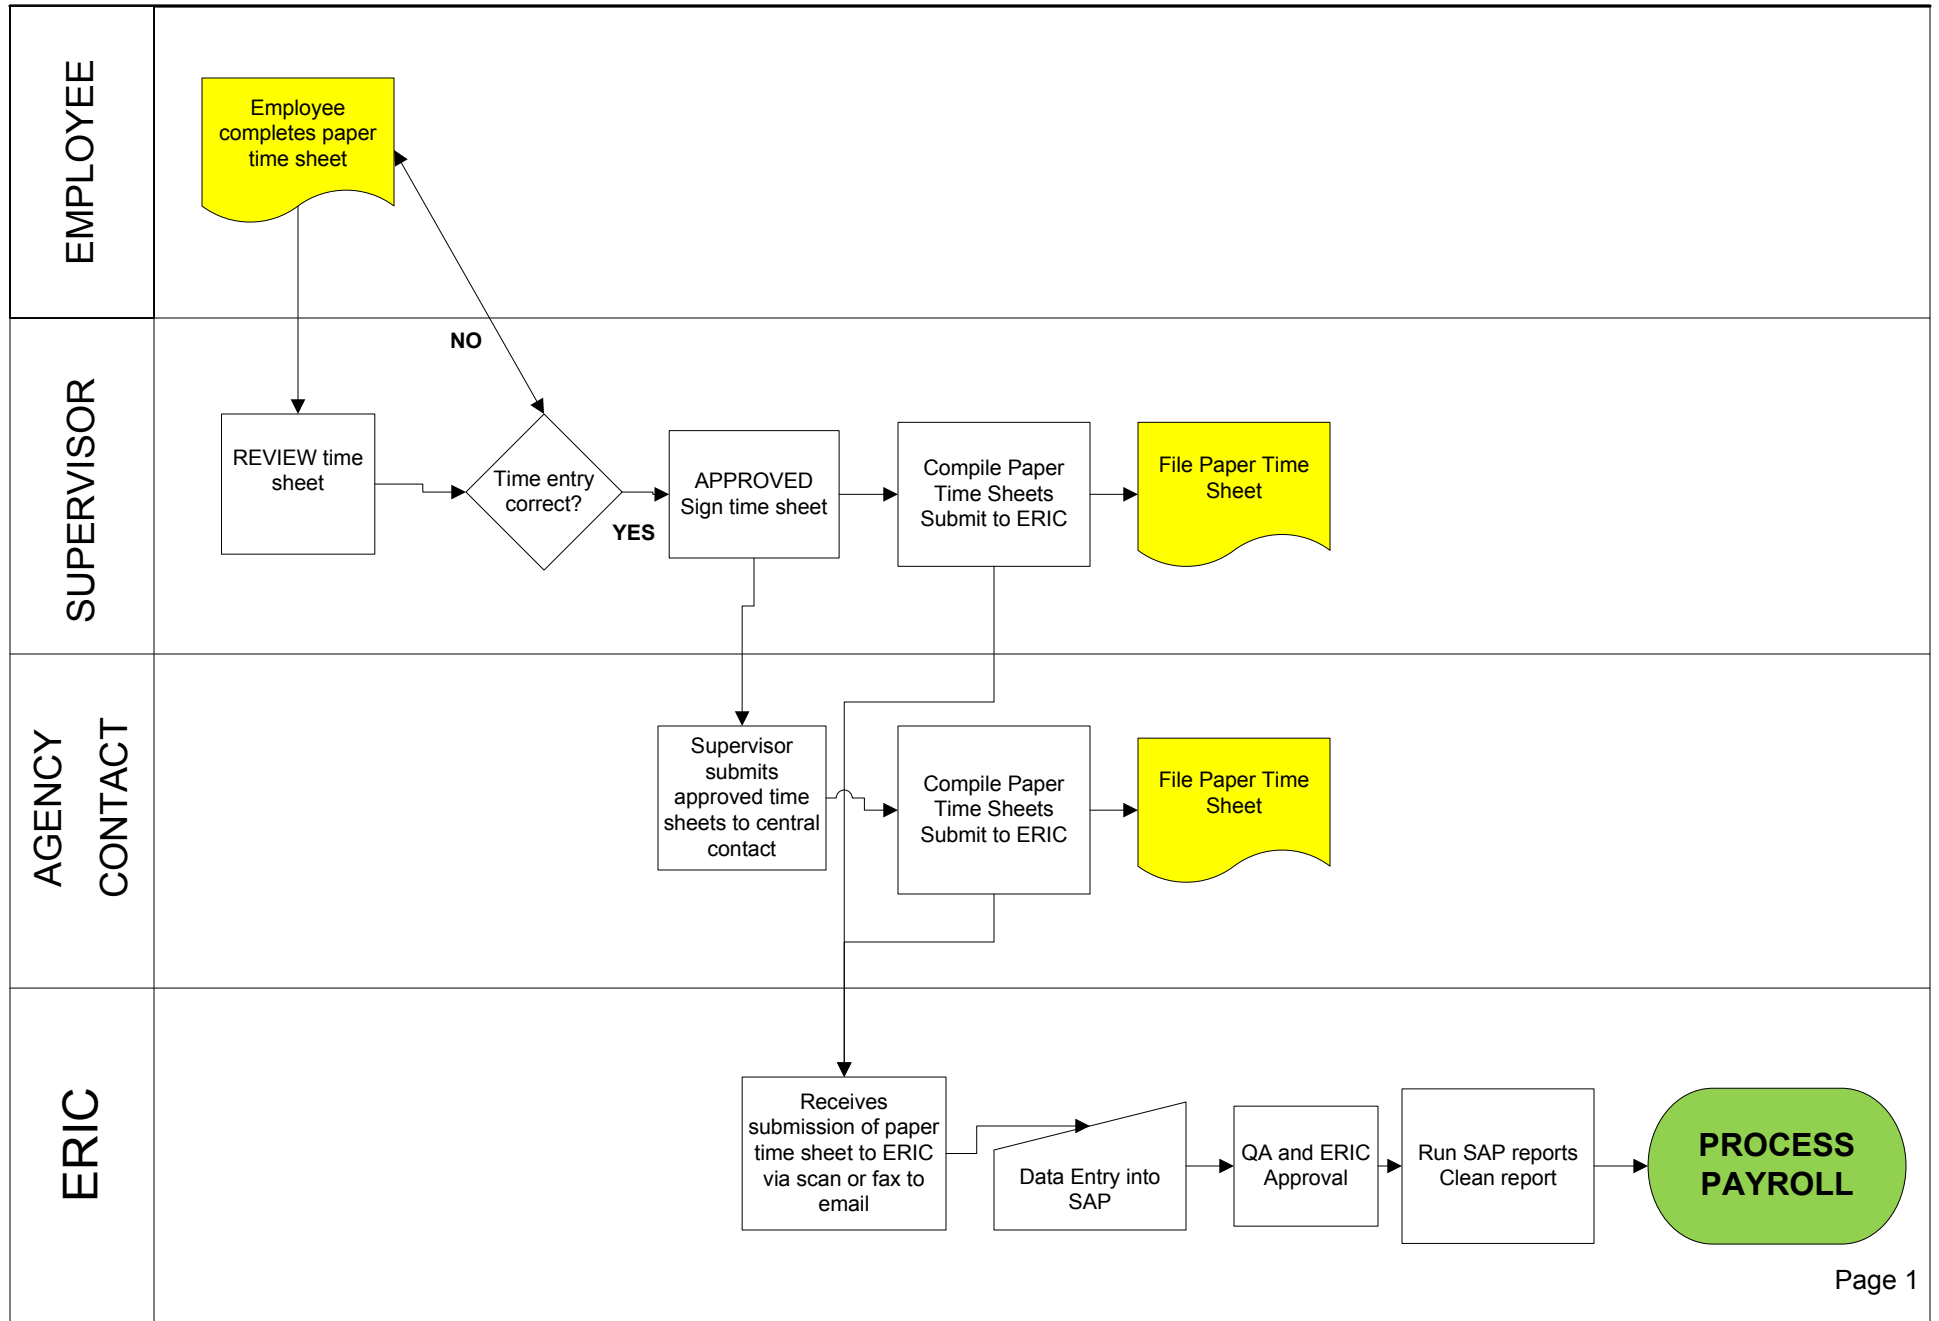 EMPLOYEE
Employee
completes paper
time sheet
NO
SUPERVISOR
REVIEW time
sheet
Time entry
correct?
YES
APPROVED
Sign time sheet
Compile Paper
Time Sheets
Submit to ERIC
File Paper Time
Sheet
AGENCY
CONTACT
Supervisor
submits
approved time
sheets to central
contact
Compile Paper
Time Sheets
Submit to ERIC
File Paper Time
Sheet
ERIC
Receives
submission of paper
time sheet to ERIC
via scan or fax to
email
Data Entry into
SAP
QA and ERIC
Approval
Run SAP reports
Clean report
PROCESS
PAYROLL
Page 1